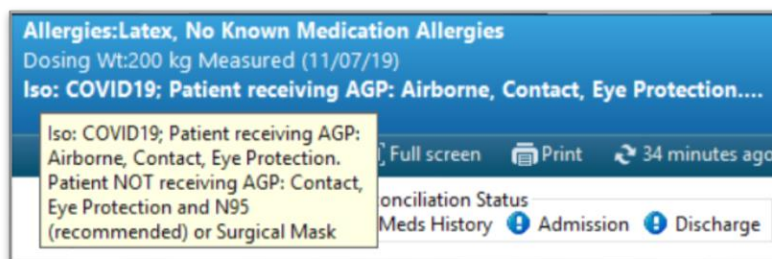 Allergies:Latex, No Known Medication Allergies
Dosing Wt:200 kg Measured (11/07/19)
Iso: COVID19; Patient receiving AGP: Airborne, Contact, Eye Protection....
Iso: COVID19; Patient receiving AGP:
Airborne, Contact, Eye Protection.
Patient NOT receiving AGP: Contact,
Eye Protection and N95
(recommended) or Surgical Mask
Full screen Print 34 minutes ago
onciliation Status
Meds History Admission Discharge